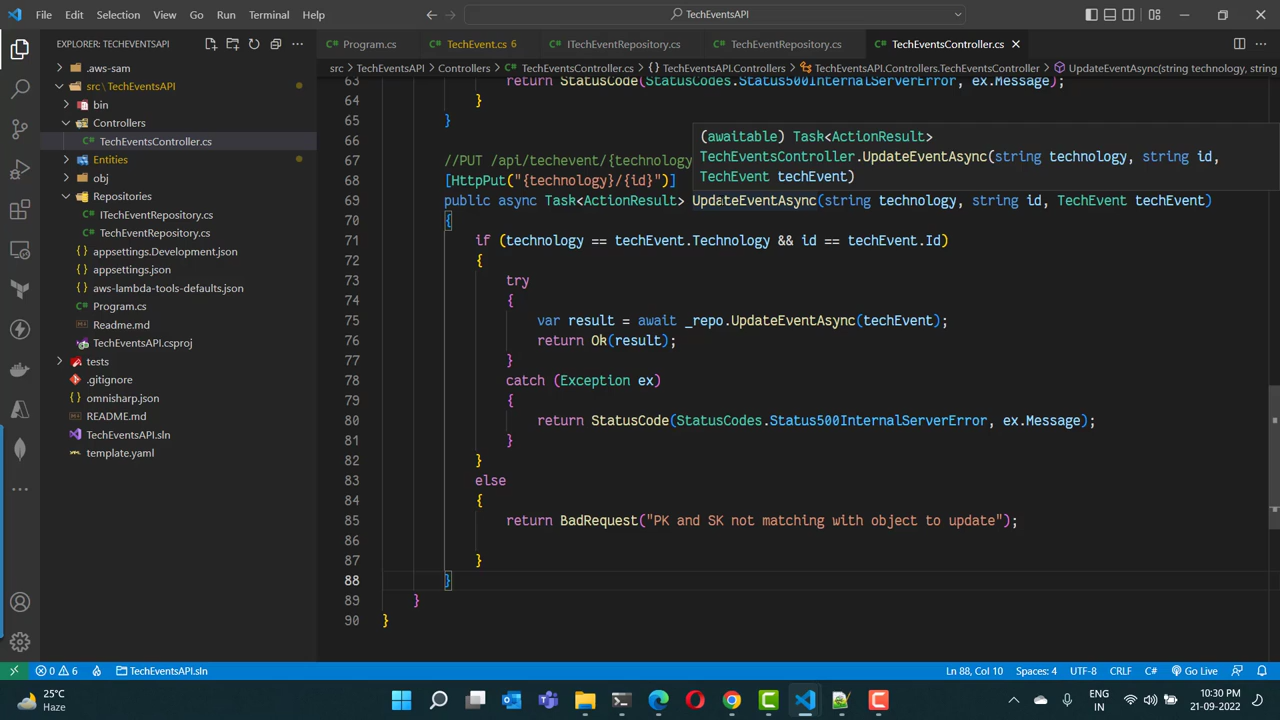 File Edit Selection View Go Run Terminal Help
TechEventsAPI
EXPLORER: TECHEVENTSAPI
Program.cs TechEvent.cs 6 ITechEventRepository.cs TechEventRepository.cs TechEventsController.cs
src > TechEventsAPI > Controllers > TechEventsController.cs > {} TechEventsAPI.Controllers > TechEventsAPI.Controllers.TechEventsController > UpdateEventAsync(string technology, string
.aws-sam
src \ TechEventsAPI
bin
Controllers
TechEventsController.cs
Entities
obj
Repositories
ITechEventRepository.cs
TechEventRepository.cs
appsettings.Development.json
appsettings.json
aws-lambda-tools-defaults.json
Program.cs
Readme.md
TechEventsAPI.csproj
tests
.gitignore
omnisharp.json
README.md
TechEventsAPI.sln
template.yaml
63 return StatusCode(StatusCodes.Status500InternalServerError, ex.Message);
64 }
65 }
66
(awaitable) Task<ActionResult>
TechEventsController.UpdateEventAsync(string technology, string id,
TechEvent techEvent)
67 //PUT /api/techevent/{technology
68 [HttpPut("{technology}/{id}")]
69 public async Task<ActionResult> UpdateEventAsync(string technology, string id, TechEvent techEvent)
70 {
71 if (technology == techEvent.Technology && id == techEvent.Id)
72 {
73 try
74 {
75 var result = await _repo.UpdateEventAsync(techEvent);
76 return Ok(result);
77 }
78 catch (Exception ex)
79 {
80 return StatusCode(StatusCodes.Status500InternalServerError, ex.Message);
81 }
82 }
83 else
84 {
85 return BadRequest("PK and SK not matching with object to update");
86
87 }
88 }
89 }
90 }
0 6 TechEventsAPI.sln Ln 88, Col 10 Spaces: 4 UTF-8 CRLF C# Go Live
25°C
Haze
ENG
IN
10:30 PM
21-09-2022